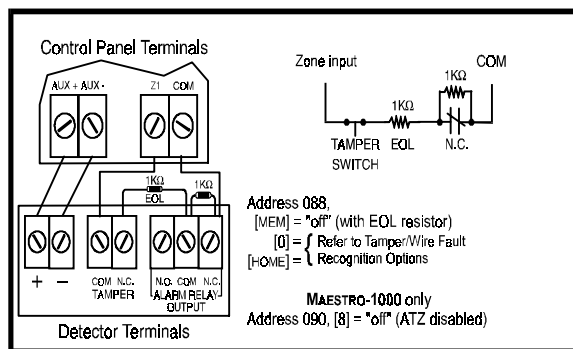 Control Panel Terminals
AUX + AUX - Z1 COM
1KΩ
EOL
1KΩ
+ −
COM N.C.
TAMPER
N.O. COM N.C.
ALARM RELAY
OUTPUT
Detector Terminals
Zone input
COM
1KΩ
1KΩ
TAMPER
SWITCH
EOL
N.C.
Address 088,
[MEM] = "off" (with EOL resistor)
[0] = { Refer to Tamper/Wire Fault
[HOME] = Recognition Options
MAESTRO-1000 only
Address 090, [8] = "off" (ATZ disabled)